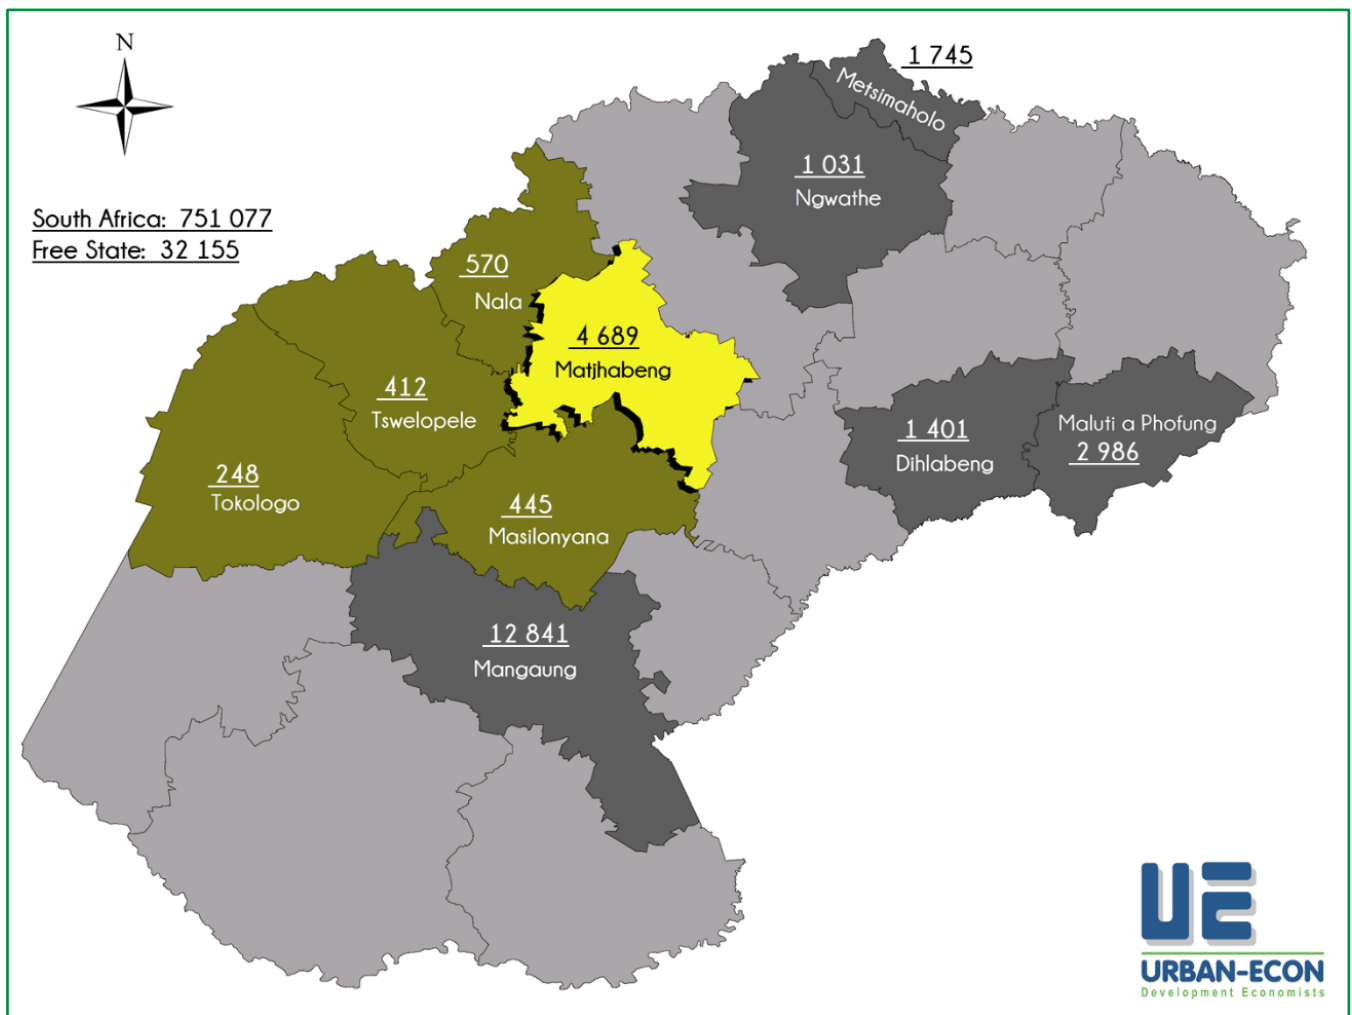 N
1 745
Metsimaholo
1 031
Ngwathe
South Africa: 751 077
Free State: 32 155
570
Nala
4 689
Matjhabeng
412
Tswelopele
1 401
Dihlabeng
Maluti a Phofung
2 986
248
Tokologo
445
Masilonyana
12 841
Mangaung
UE
URBAN-ECON
Development Economists